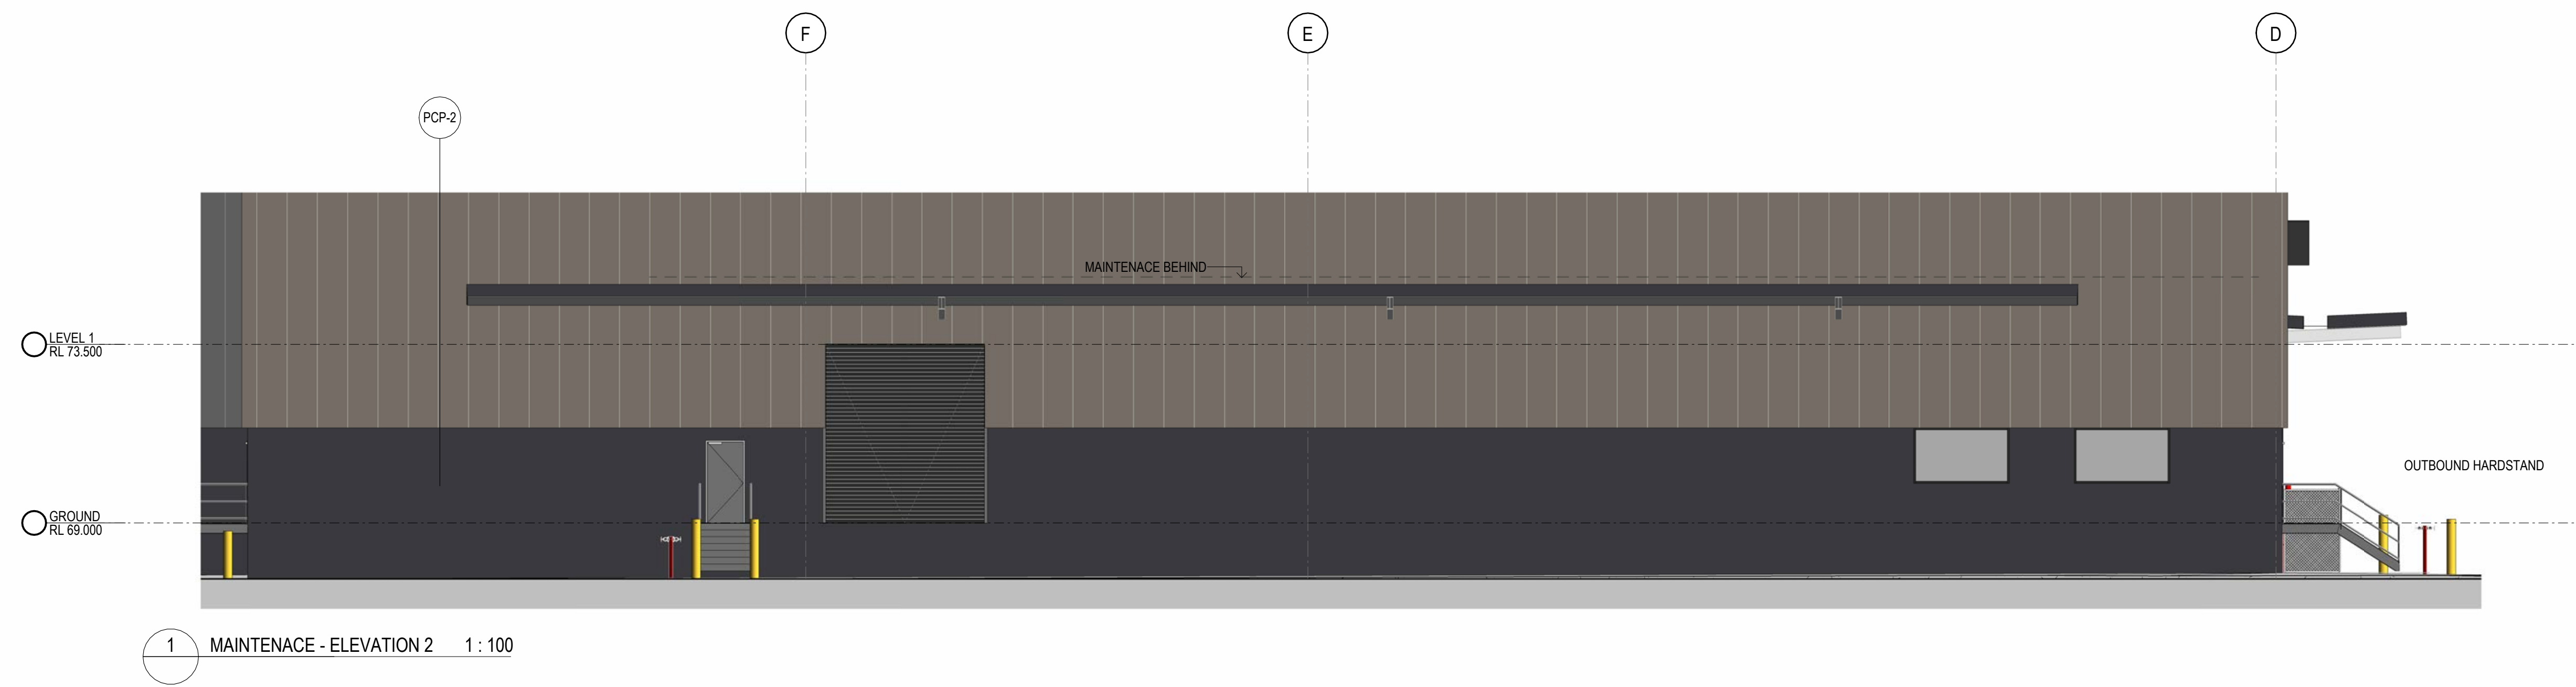 F
E
D
PCP-2
MAINTENACE BEHIND
LEVEL 1
RL 73.500
OUTBOUND HARDSTAND
GROUND
RL 69.000
1 MAINTENACE - ELEVATION 2 1 : 100